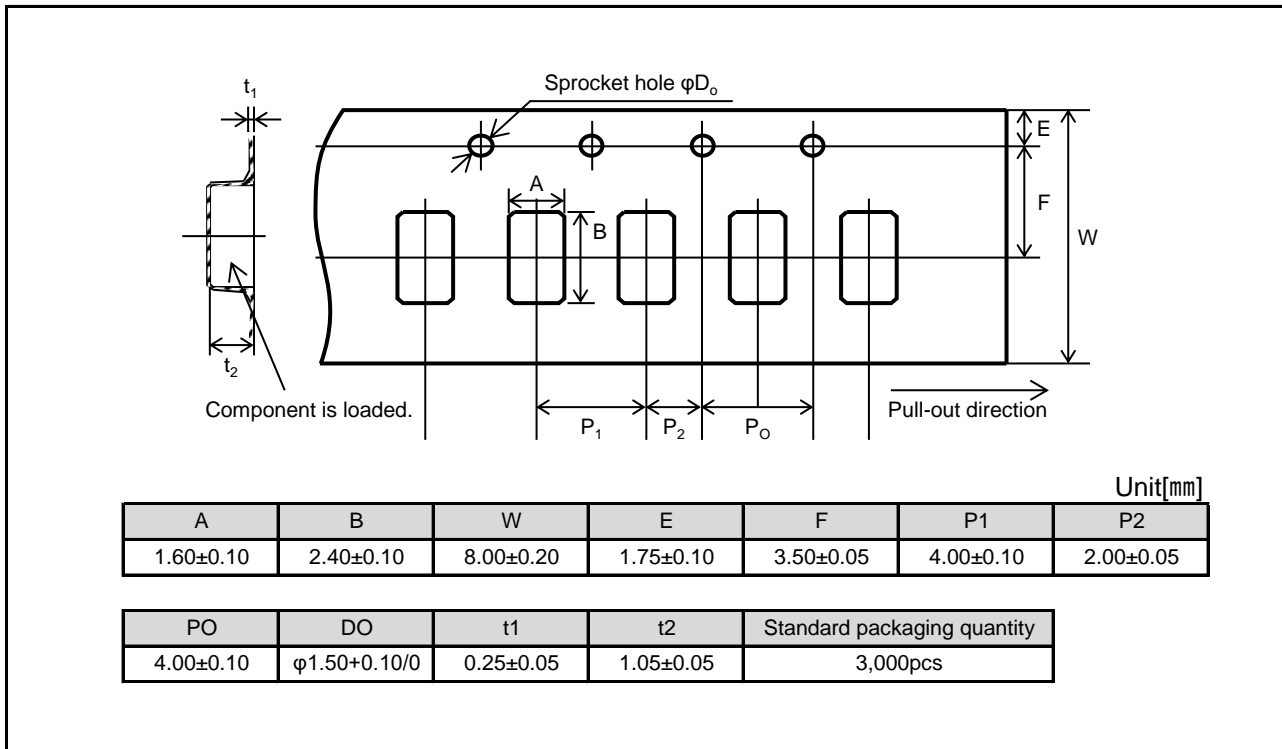 t1
Sprocket hole φDo
E
A
F
B
W
t2
Component is loaded.
Pull-out direction
P1 P2 PO
Unit[㎜]
A B W E F P1 P2
1.60±0.10 2.40±0.10 8.00±0.20 1.75±0.10 3.50±0.05 4.00±0.10 2.00±0.05
PO DO t1 t2 Standard packaging quantity
4.00±0.10 φ1.50+0.10/0 0.25±0.05 1.05±0.05 3,000pcs